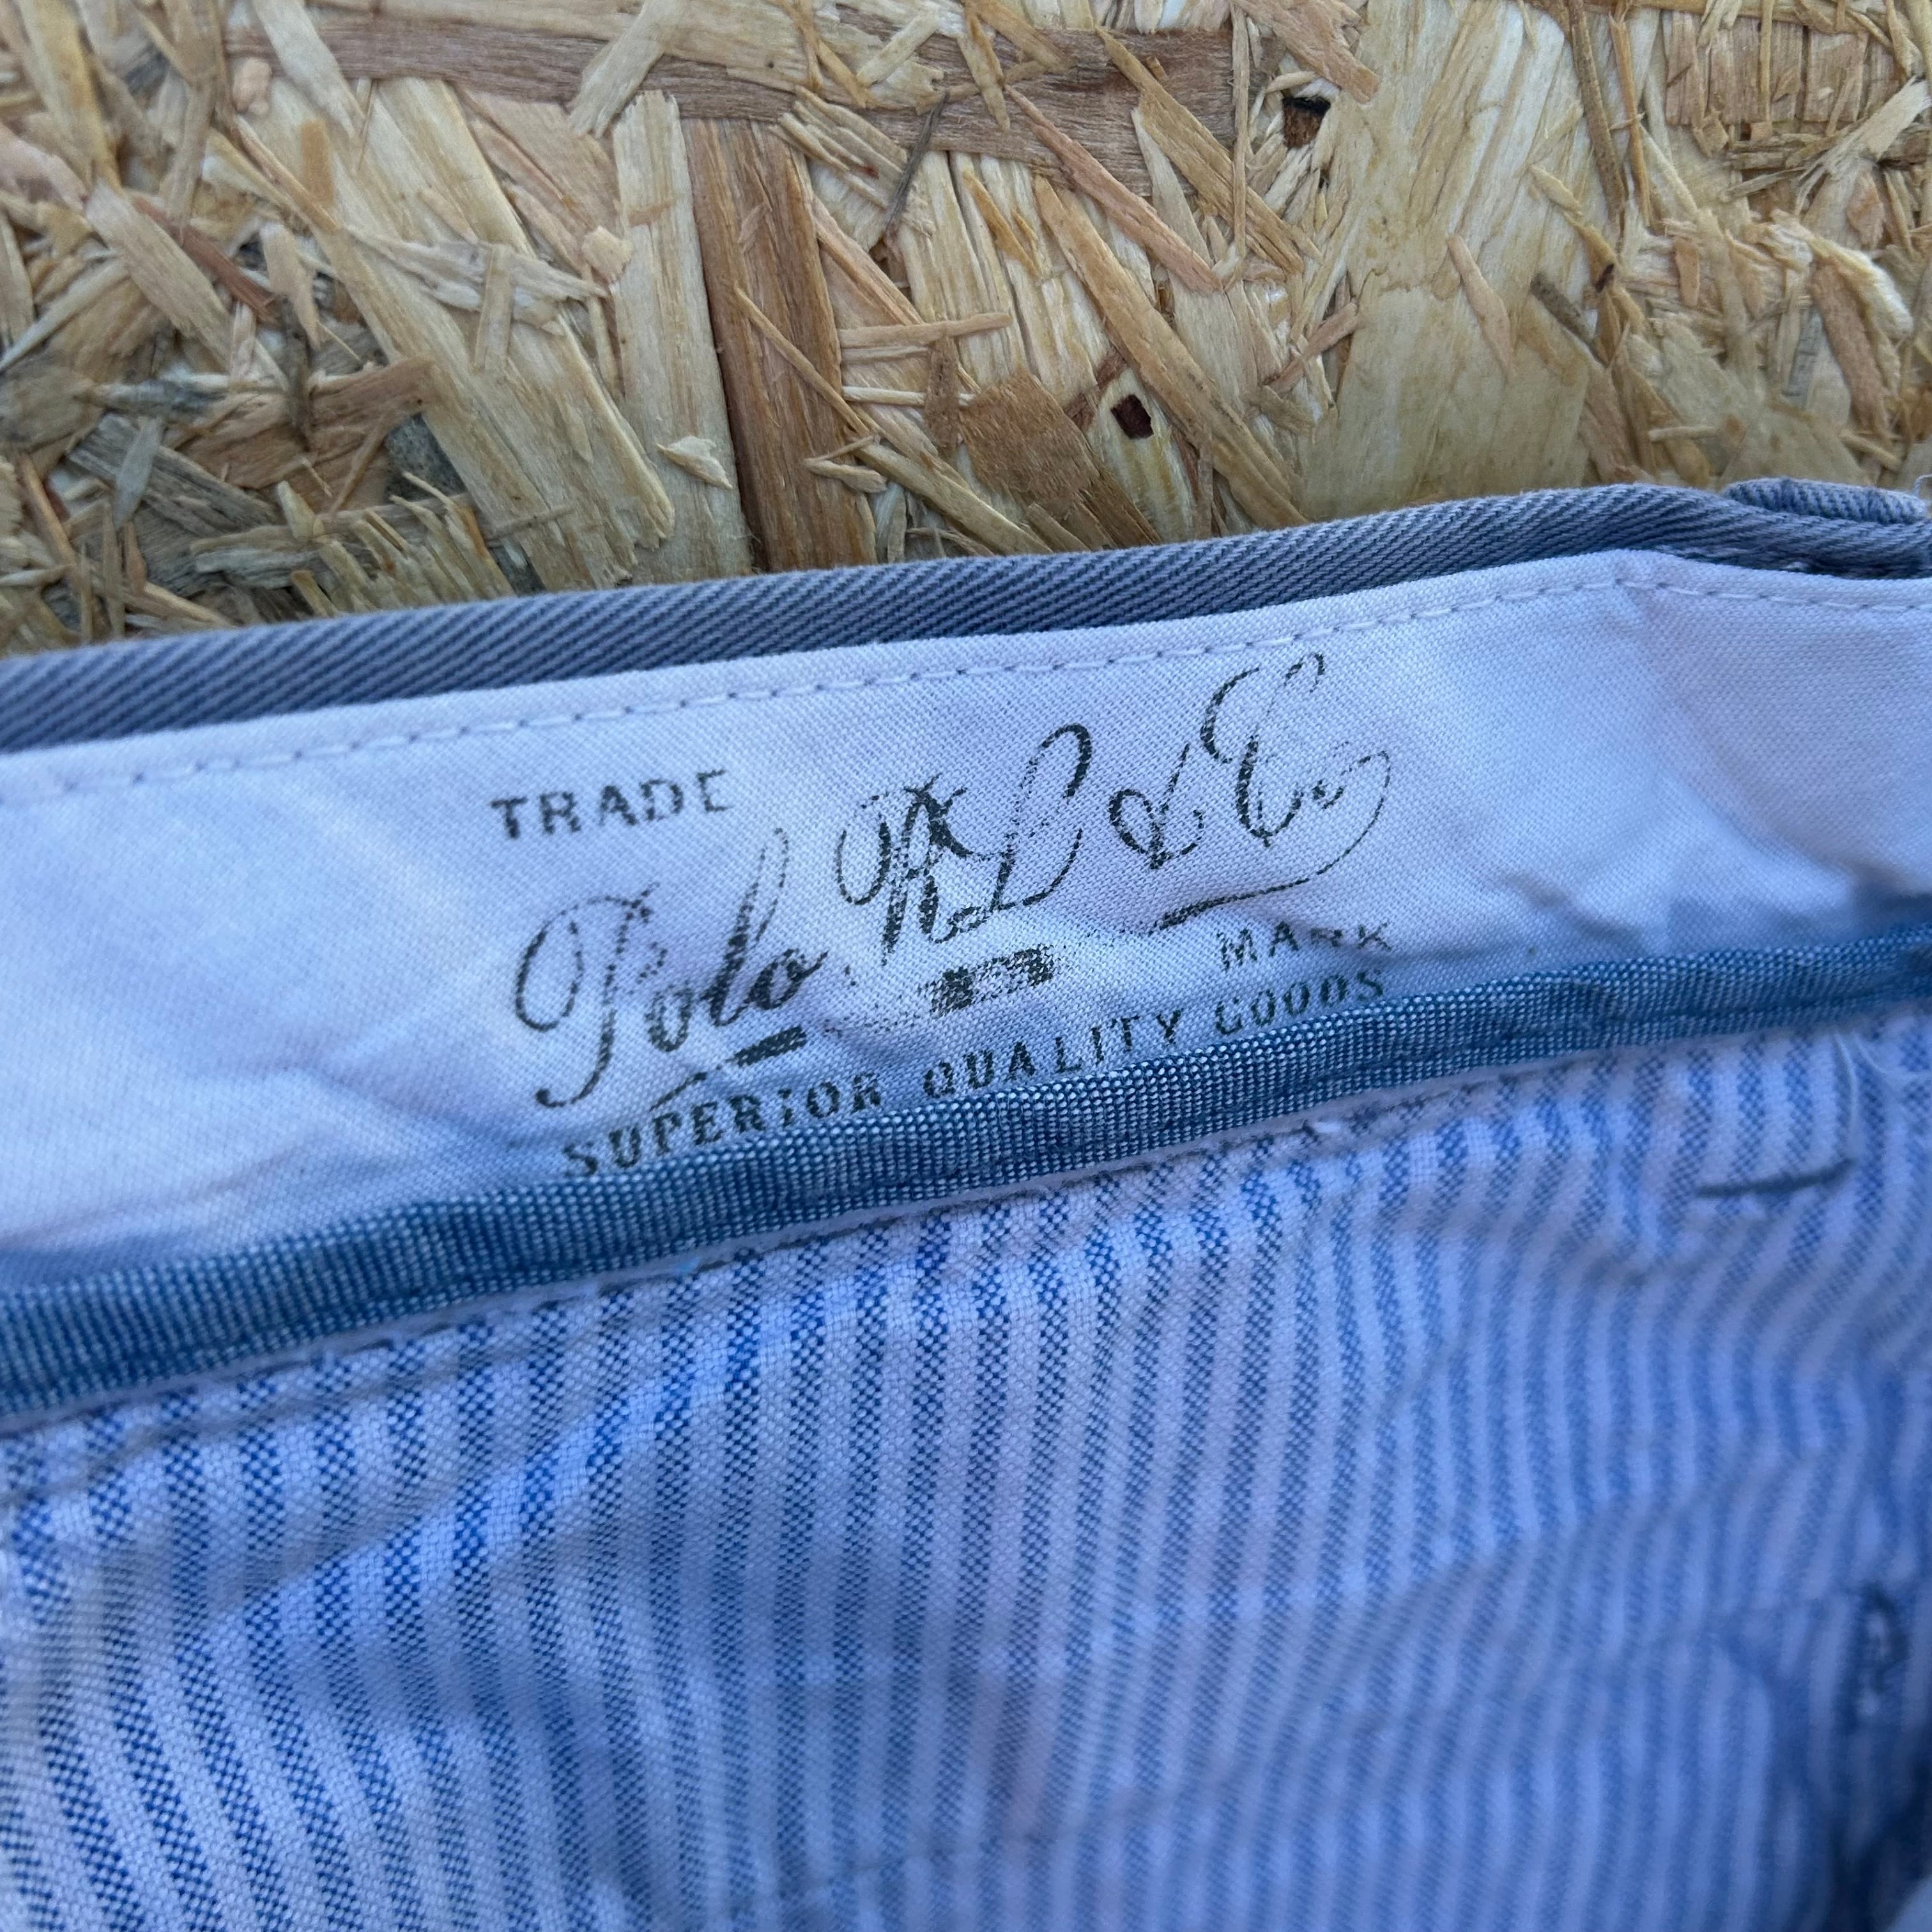 TRADE
Polo RL & Co.
MARK
SUPERIOR QUALITY GOODS